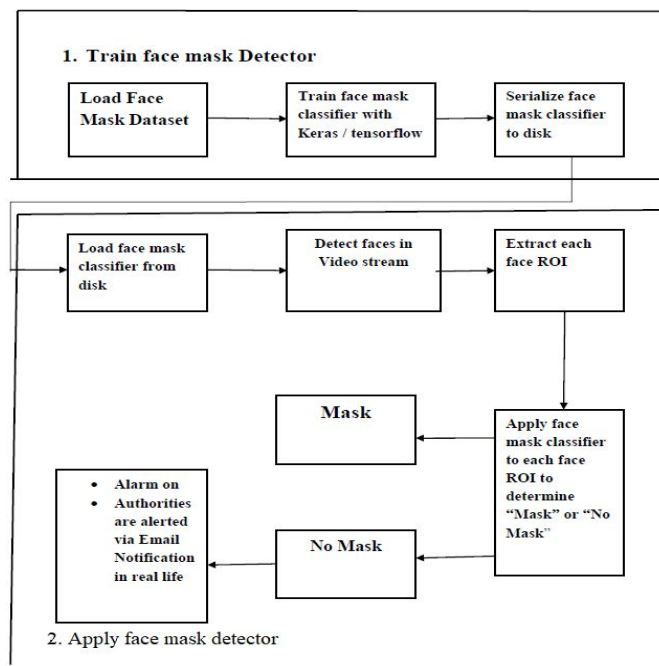 1. Train face mask Detector
Load Face
Mask Dataset
Train face mask
classifier with
Keras / tensorflow
Serialize face
mask classifier
to disk
Load face mask
classifier from
disk
Detect faces in
Video stream
Extract each
face ROI
Mask
Apply face
mask classifier
to each face
ROI to
determine
“Mask” or “No
Mask”
No Mask
• Alarm on
• Authorities
are alerted
via Email
Notification
in real life
2. Apply face mask detector